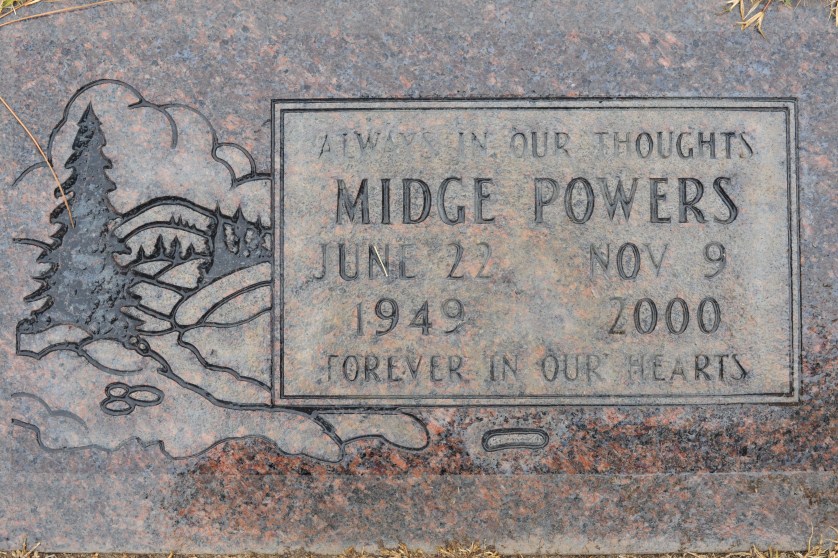 ALWAYS IN OUR THOUGHTS
MIDGE POWERS
JUNE 22 NOV 9
1949 2000
FOREVER IN OUR HEARTS